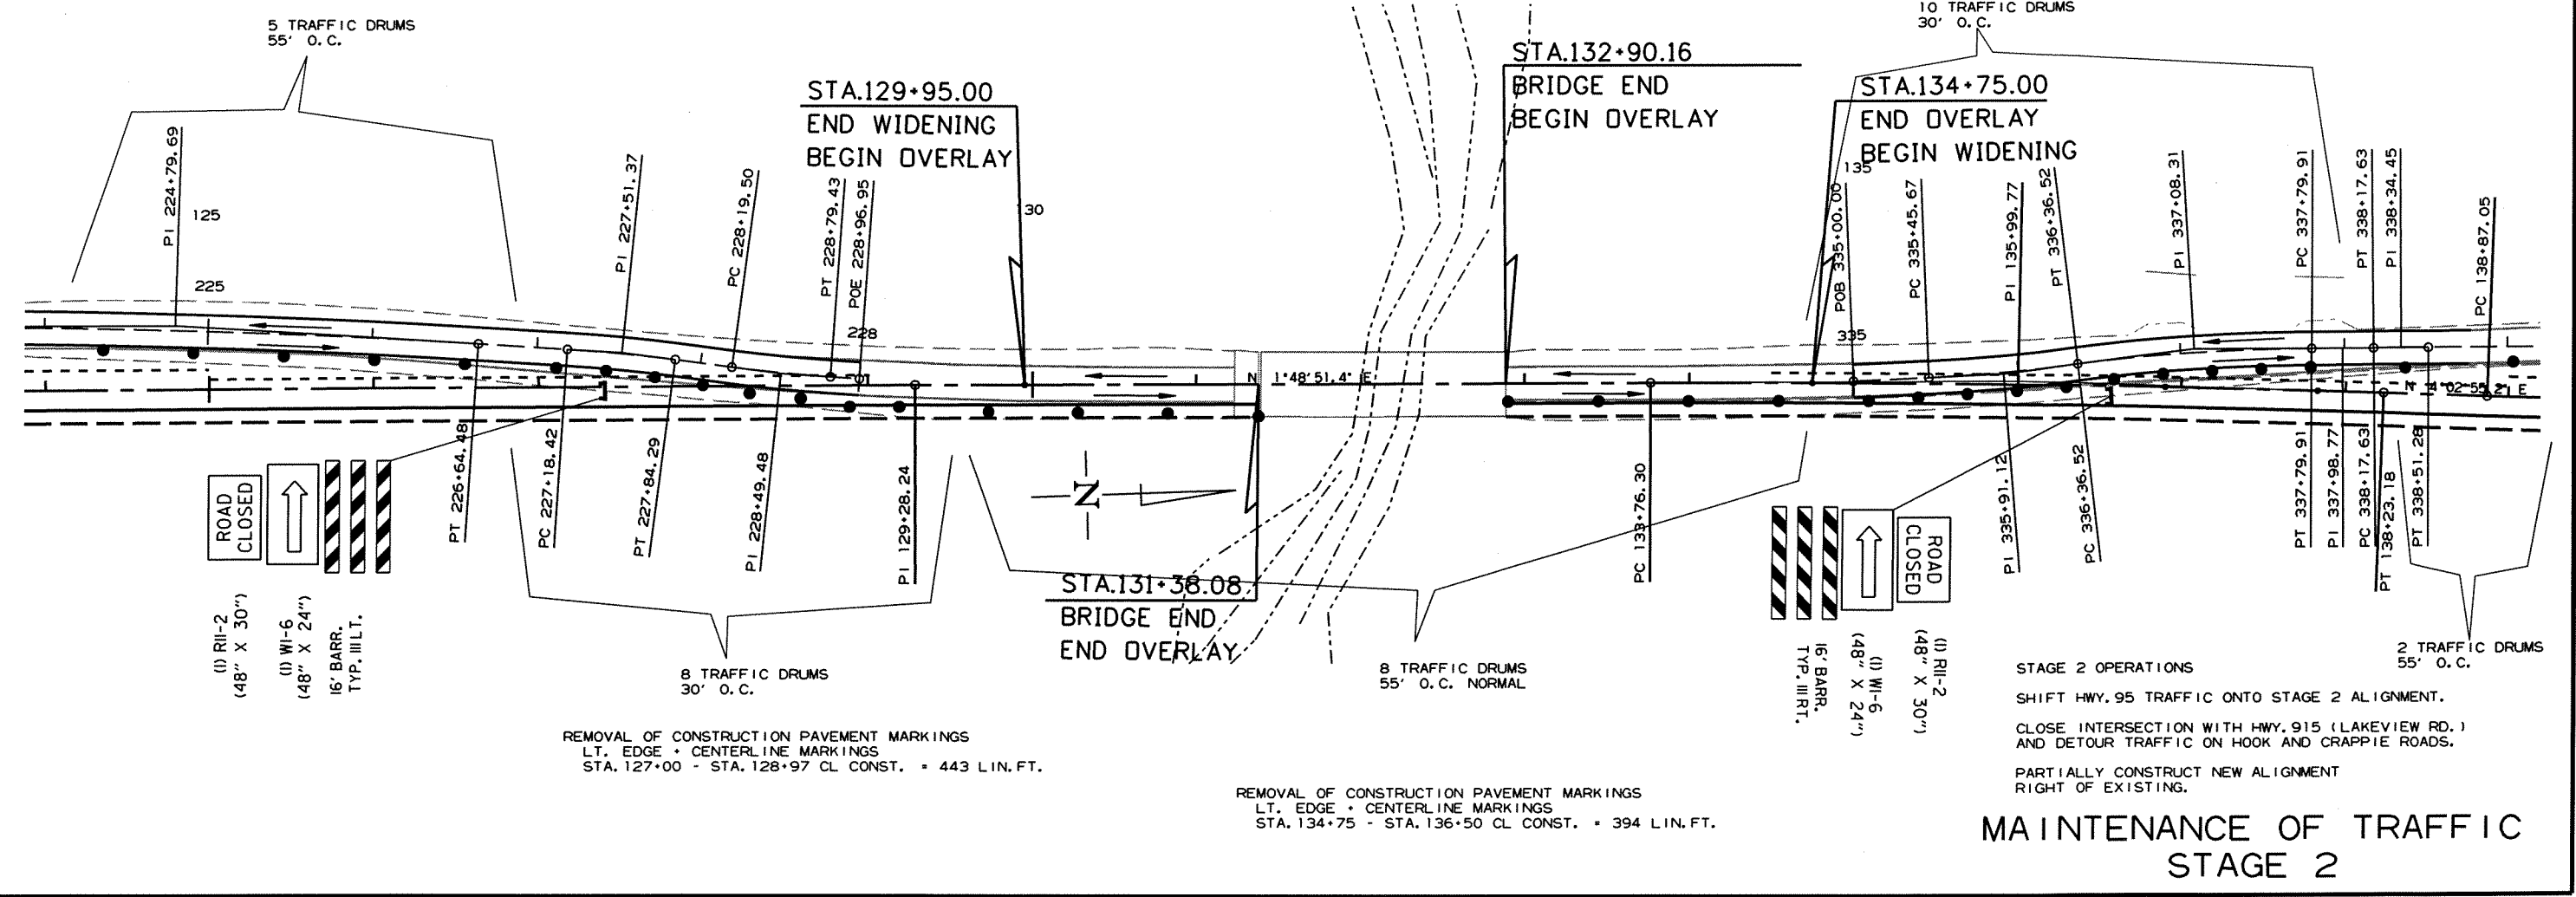 5 TRAFFIC DRUMS
55' O.C.
10 TRAFFIC DRUMS
30' O.C.
STA.129+95.00
END WIDENING
BEGIN OVERLAY
STA.132+90.16
BRIDGE END
BEGIN OVERLAY
STA.134+75.00
END OVERLAY
BEGIN WIDENING
PI 224+79.69
125
225
PI 227+51.37
PC 228+19.50
PT 228+79.43
POE 228+96.95
228
30
135
POB 335+00.00
335
PC 335+45.67
PI 135+99.77
PT 336+36.52
PI 337+08.31
PC 337+79.91
PT 338+17.63
PI 338+34.45
PC 138+87.05
N 1°48'51.4" E
N 4°02'55.2" E
PT 226+64.48
PC 227+18.42
PT 227+84.29
PI 228+49.48
PI 129+28.24
N
PC 133+76.30
PI 335+91.12
PC 336+36.52
PT 337+79.91
PI 337+98.77
PC 338+17.63
PT 138+23.18
PT 338+51.28
ROAD
CLOSED
(1) R11-2
(48" X 30")
(1) W1-6
(48" X 24")
16' BARR.
TYP. III LT.
STA.131+38.08
BRIDGE END
END OVERLAY
8 TRAFFIC DRUMS
30' O.C.
8 TRAFFIC DRUMS
55' O.C. NORMAL
ROAD
CLOSED
16' BARR.
TYP. III RT.
(1) W1-6
(48" X 24")
(1) R11-2
(48" X 30")
2 TRAFFIC DRUMS
55' O.C.
REMOVAL OF CONSTRUCTION PAVEMENT MARKINGS
LT. EDGE + CENTERLINE MARKINGS
STA. 127+00 - STA. 128+97 CL CONST. = 443 LIN.FT.
REMOVAL OF CONSTRUCTION PAVEMENT MARKINGS
LT. EDGE + CENTERLINE MARKINGS
STA. 134+75 - STA. 136+50 CL CONST. = 394 LIN.FT.
STAGE 2 OPERATIONS
SHIFT HWY. 95 TRAFFIC ONTO STAGE 2 ALIGNMENT.
CLOSE INTERSECTION WITH HWY. 915 (LAKEVIEW RD.)
AND DETOUR TRAFFIC ON HOOK AND CRAPPIE ROADS.
PARTIALLY CONSTRUCT NEW ALIGNMENT
RIGHT OF EXISTING.
MAINTENANCE OF TRAFFIC
STAGE 2